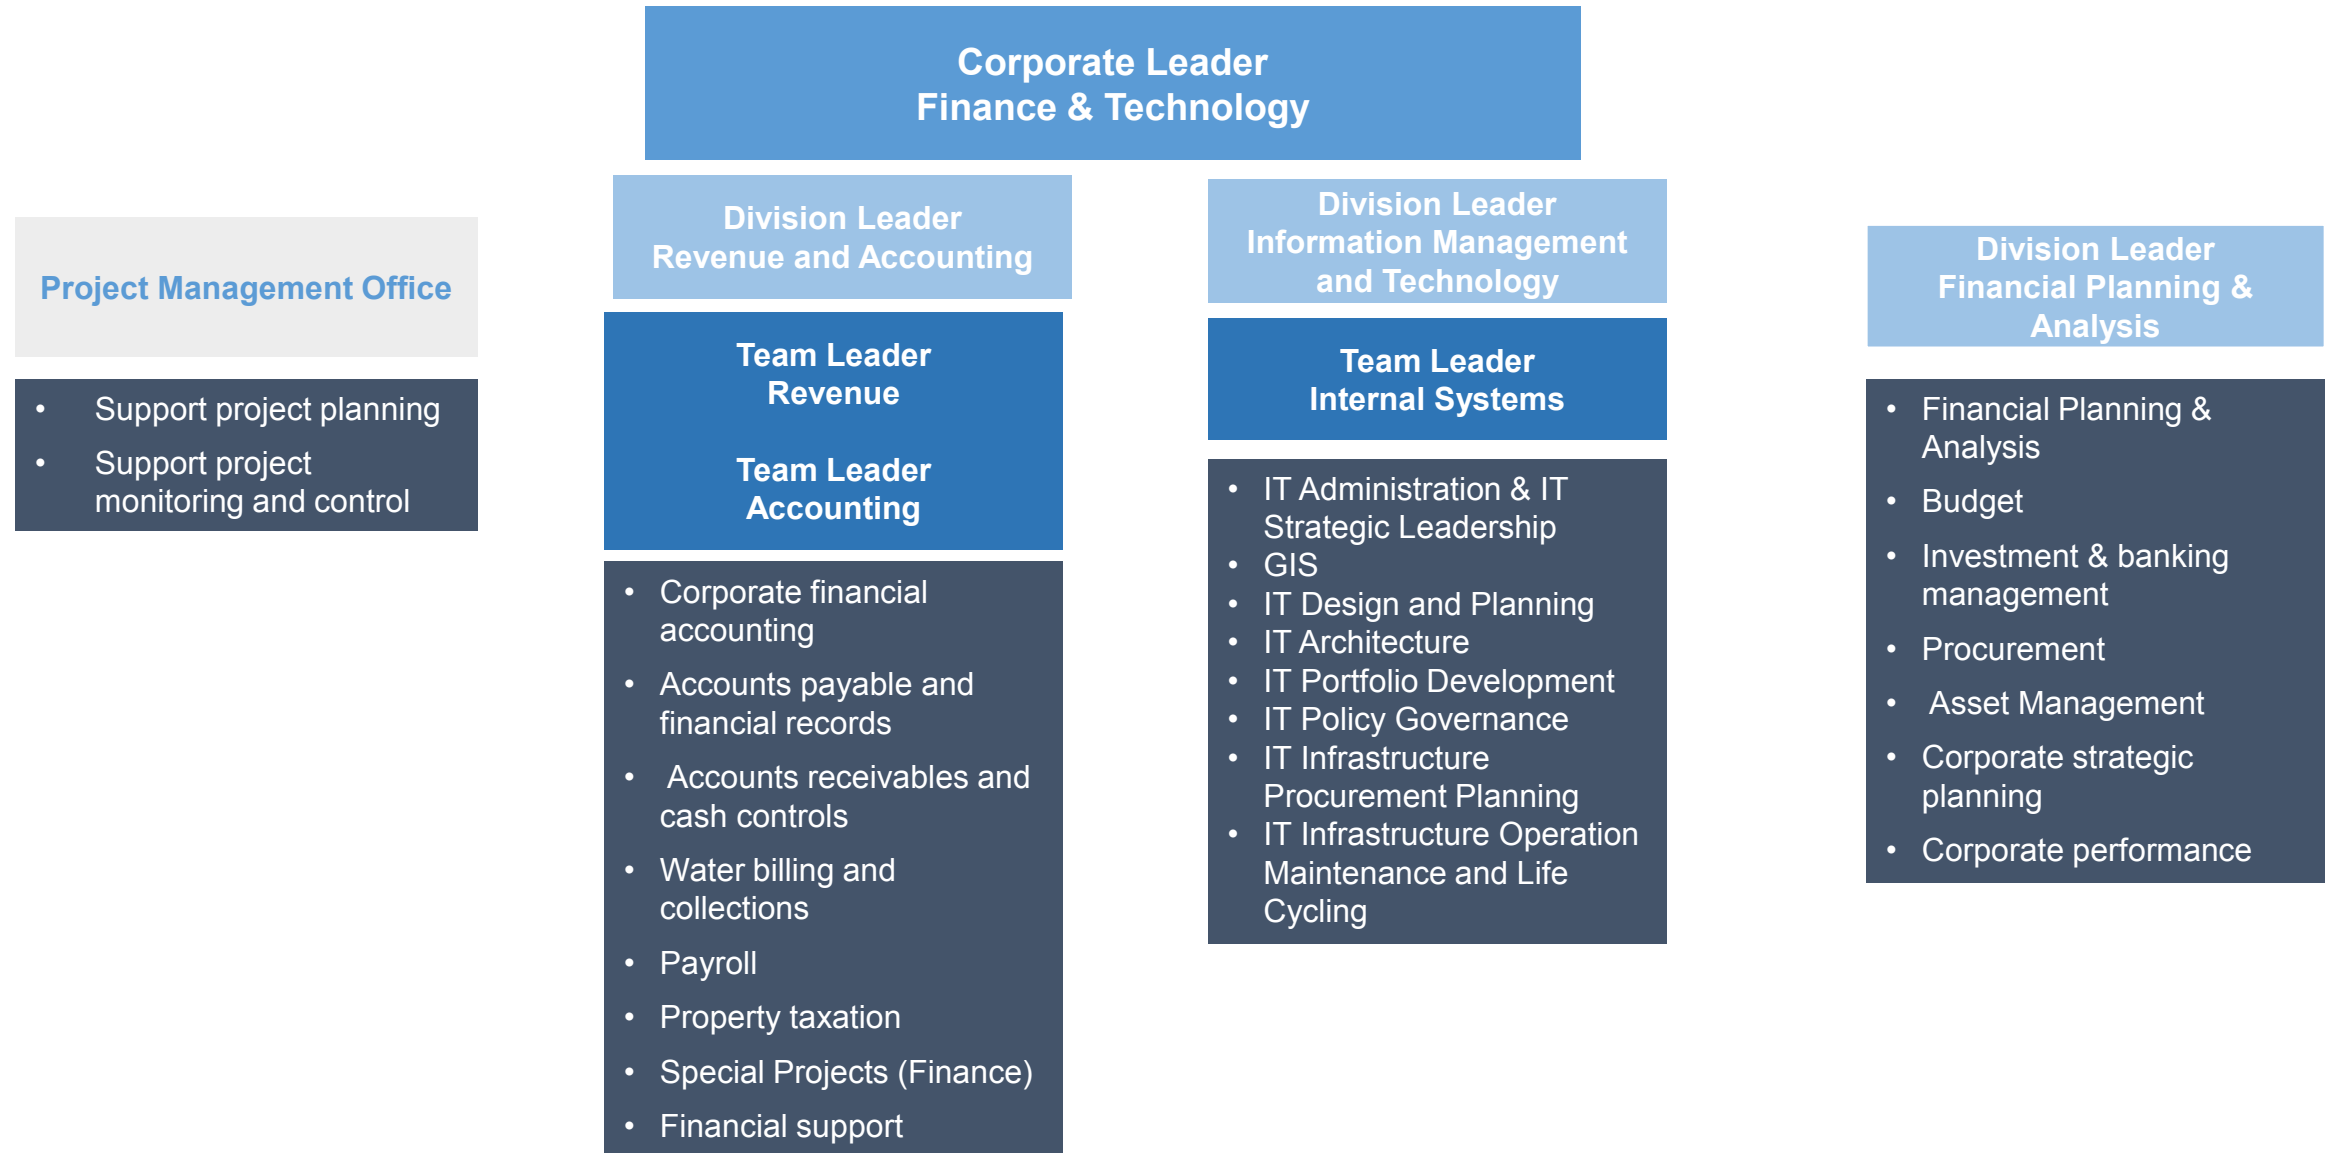 Corporate Leader
Finance & Technology
Project Management Office
• Support project planning
• Support project
monitoring and control
Division Leader
Revenue and Accounting
Team Leader
Revenue
Team Leader
Accounting
• Corporate financial
accounting
• Accounts payable and
financial records
• Accounts receivables and
cash controls
• Water billing and
collections
• Payroll
• Property taxation
• Special Projects (Finance)
• Financial support
Division Leader
Information Management
and Technology
Team Leader
Internal Systems
• IT Administration & IT
Strategic Leadership
• GIS
• IT Design and Planning
• IT Architecture
• IT Portfolio Development
• IT Policy Governance
• IT Infrastructure
Procurement Planning
• IT Infrastructure Operation
Maintenance and Life
Cycling
Division Leader
Financial Planning &
Analysis
• Financial Planning &
Analysis
• Budget
• Investment & banking
management
• Procurement
• Asset Management
• Corporate strategic
planning
• Corporate performance